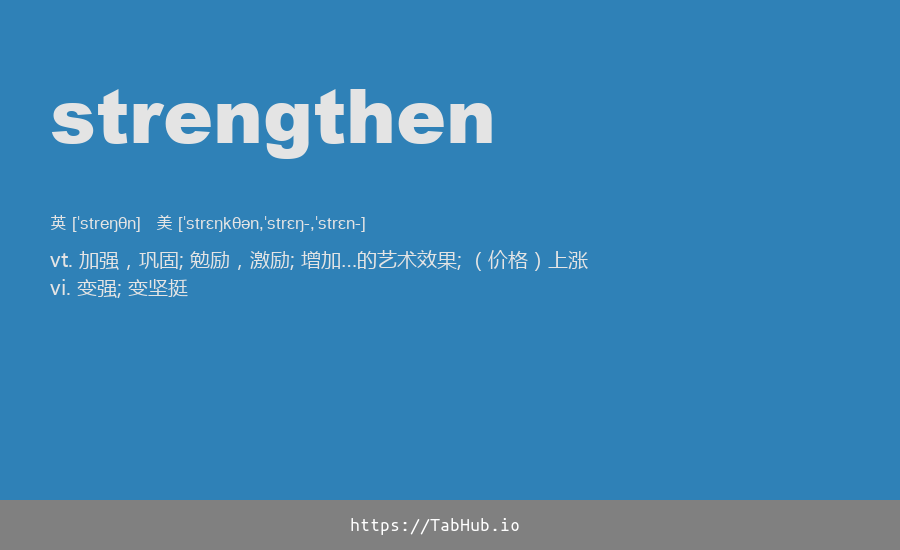 strengthen
英 [ˈstreŋθn] 美 [ˈstrɛŋkθən,ˈstrɛŋ-,ˈstrɛn-]
vt. 加强，巩固; 勉励，激励; 增加…的艺术效果; （价格）上涨
vi. 变强; 变坚挺
https://TabHub.io